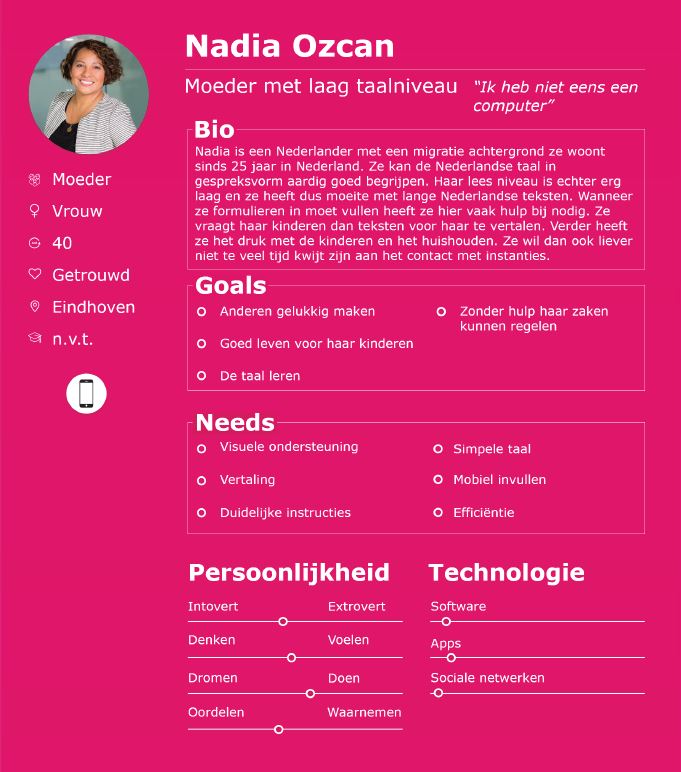 Nadia Ozcan
Moeder met laag taalniveau
“Ik heb niet eens een
computer”
Moeder
Vrouw
40
Getrouwd
Eindhoven
n.v.t.
Bio
Nadia is een Nederlander met een migratie achtergrond ze woont
sinds 25 jaar in Nederland. Ze kan de Nederlandse taal in
gespreksvorm aardig goed begrijpen. Haar lees niveau is echter erg
laag en ze heeft dus moeite met lange Nederlandse teksten. Wanneer
ze formulieren in moet vullen heeft ze hier vaak hulp bij nodig. Ze
vraagt haar kinderen dan teksten voor haar te vertalen. Verder heeft
ze het druk met de kinderen en het huishouden. Ze wil dan ook liever
niet te veel tijd kwijt zijn aan het contact met instanties.
Goals
Anderen gelukkig maken
Goed leven voor haar kinderen
De taal leren
Zonder hulp haar zaken
kunnen regelen
Needs
Visuele ondersteuning
Vertaling
Duidelijke instructies
Simpele taal
Mobiel invullen
Efficiëntie
Persoonlijkheid
Intovert Extrovert
Denken Voelen
Dromen Doen
Oordelen Waarnemen
Technologie
Software
Apps
Sociale netwerken